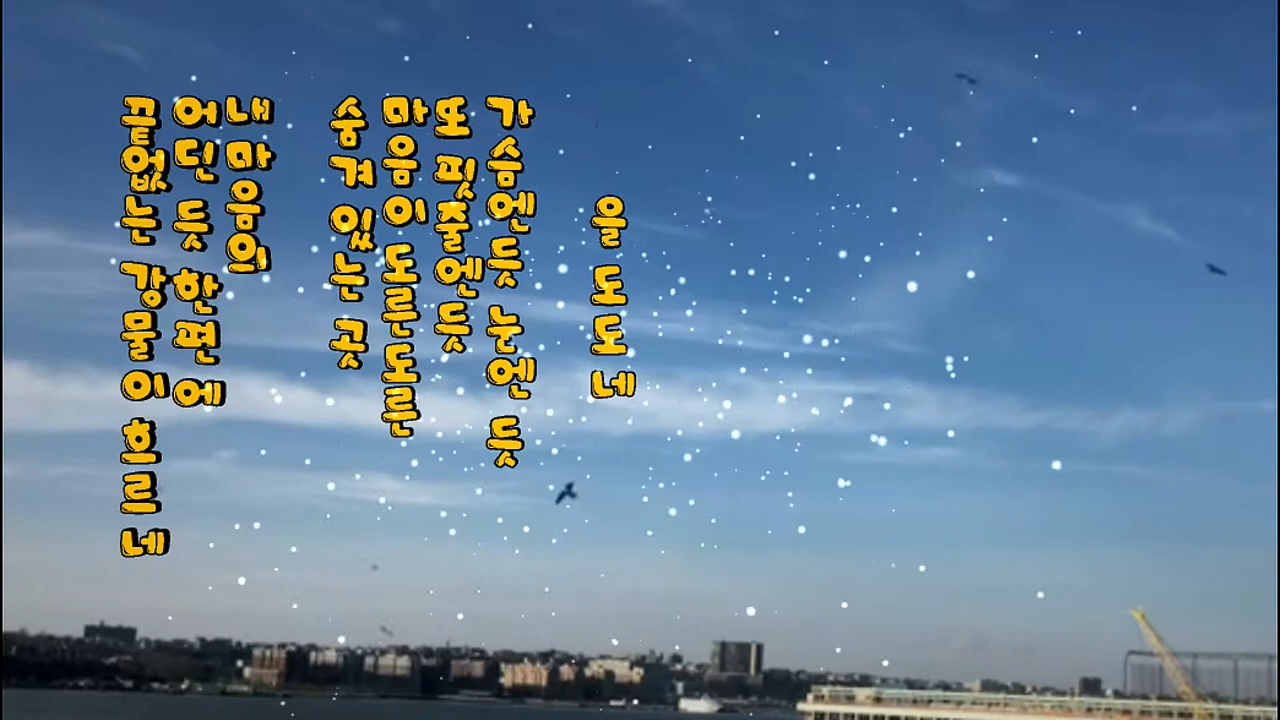 을 도도네
가슴엔듯 눈엔 듯
또 핏줄엔듯
마음이 도른도른
숨겨 있는 곳
내마음의
어딘 듯 한편에
끝없는 강물이 흐르네